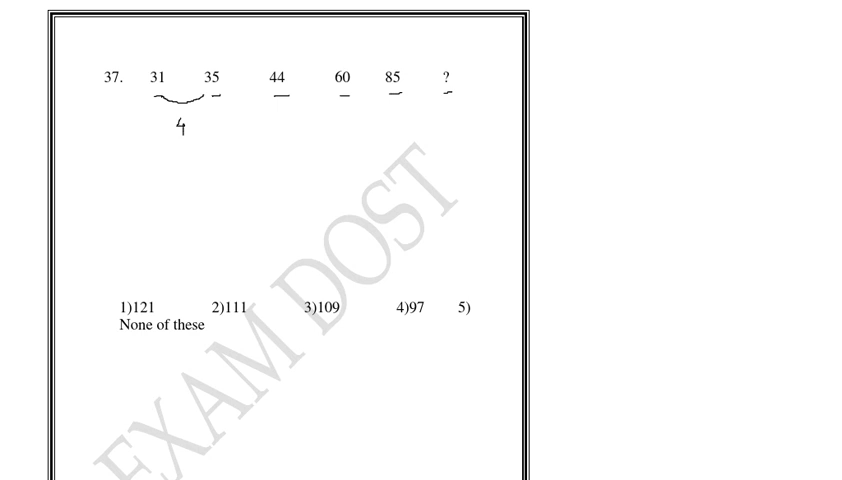 37. 31 35 44 60 85 ?
4
EXAM DOST
1)121 2)111 3)109 4)97 5)
None of these